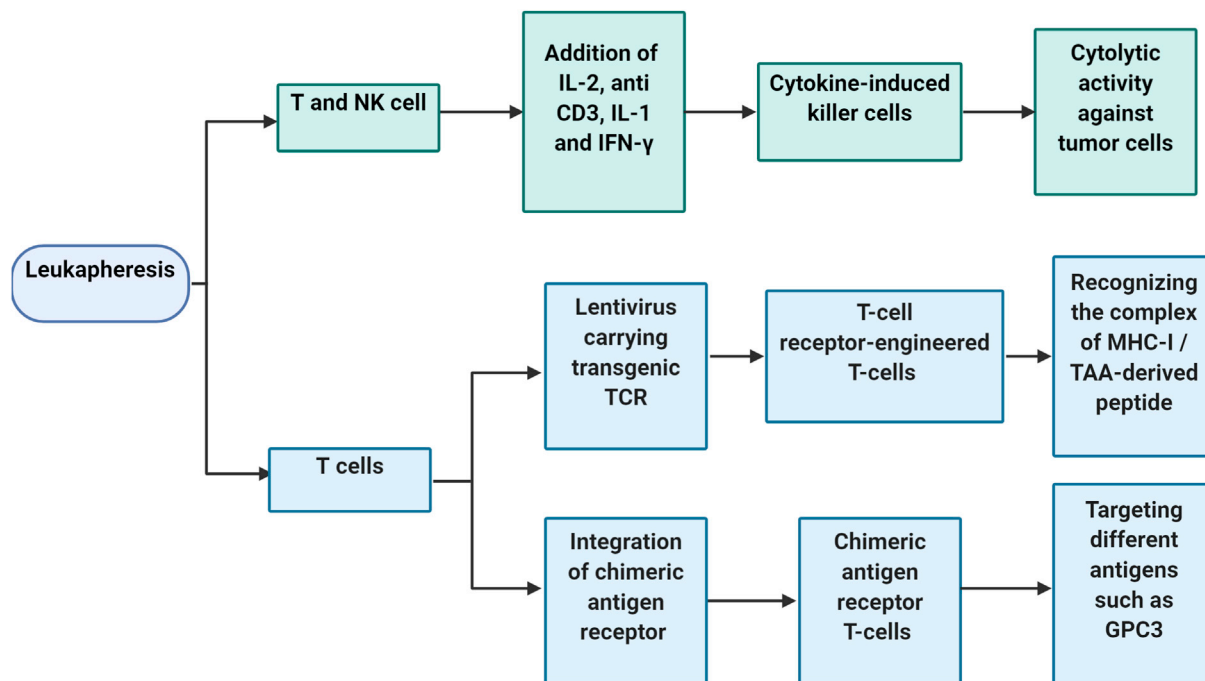 Leukapheresis
T and NK cell
Addition of
IL-2, anti
CD3, IL-1
and IFN-γ
Cytokine-induced
killer cells
Cytolytic
activity
against
tumor cells
T cells
Lentivirus
carrying
transgenic
TCR
T-cell
receptor-engineered
T-cells
Recognizing
the complex
of MHC-I /
TAA-derived
peptide
Integration
of chimeric
antigen
receptor
Chimeric
antigen
receptor
T-cells
Targeting
different
antigens
such as
GPC3